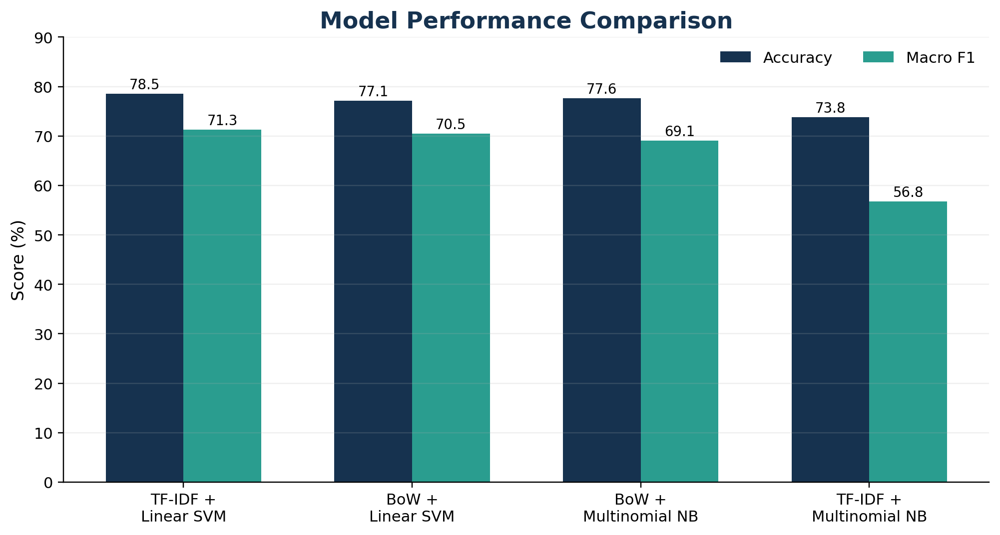 Model Performance Comparison
Accuracy Macro F1
Score (%)
90
80
70
60
50
40
30
20
10
0
78.5 71.3 77.1 70.5 77.6 69.1 73.8 56.8
TF-IDF + BoW + BoW + TF-IDF +
Linear SVM Linear SVM Multinomial NB Multinomial NB